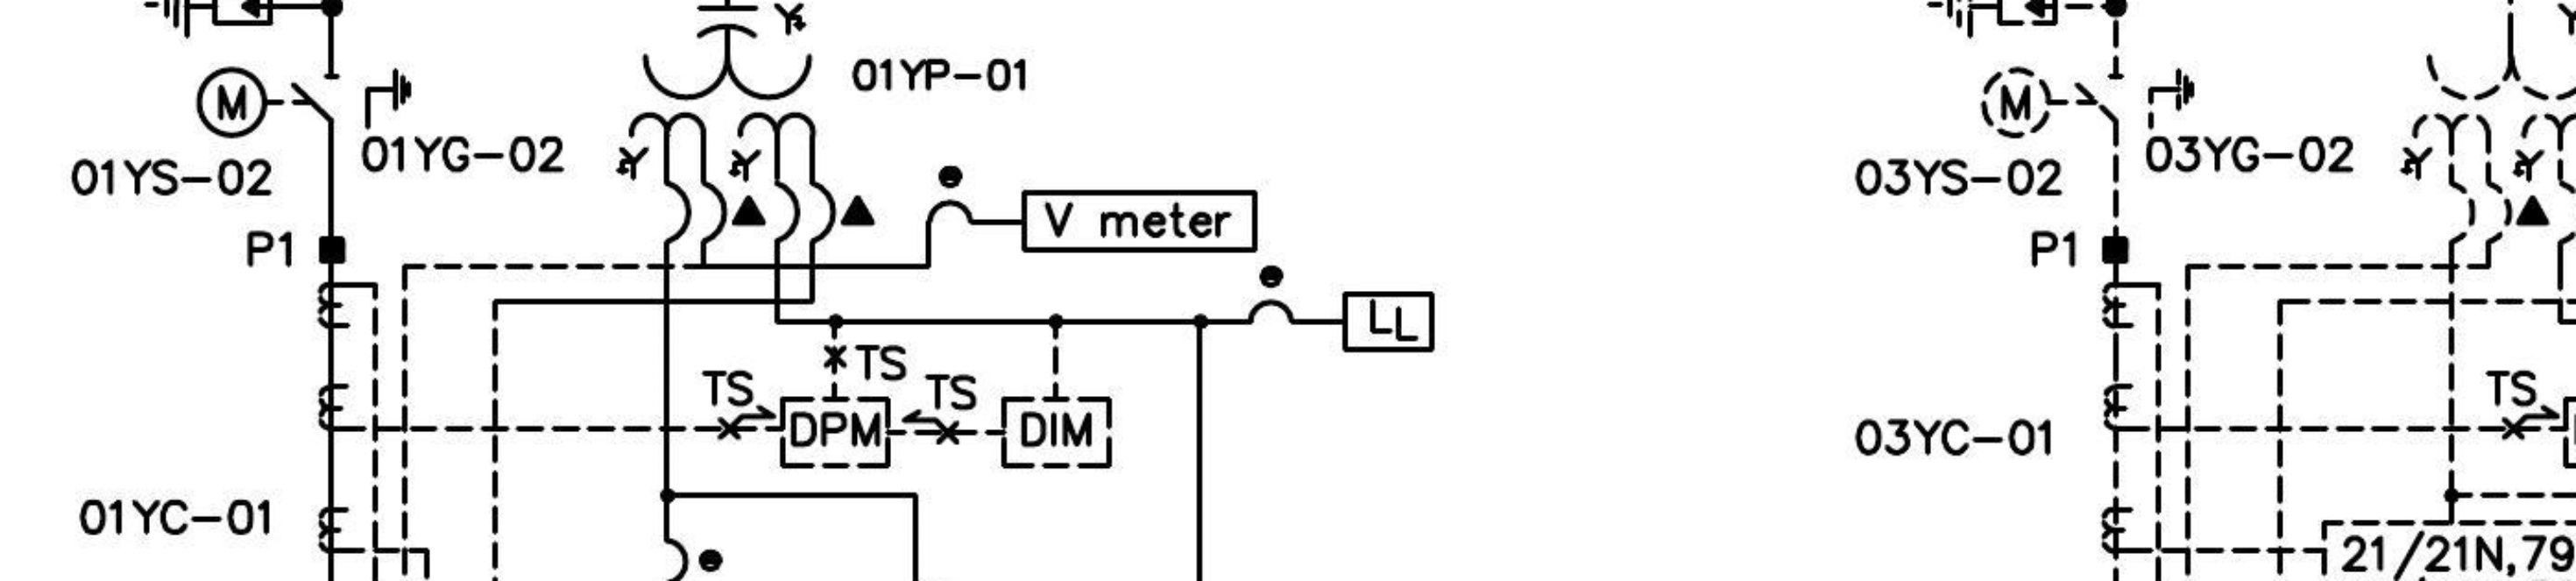 01YP-01
M
M
01YG-02
03YG-02
01YS-02
03YS-02
V meter
P1
P1
LL
TS
TS
TS
TS
DPM
DIM
03YC-01
01YC-01
21/21N,79